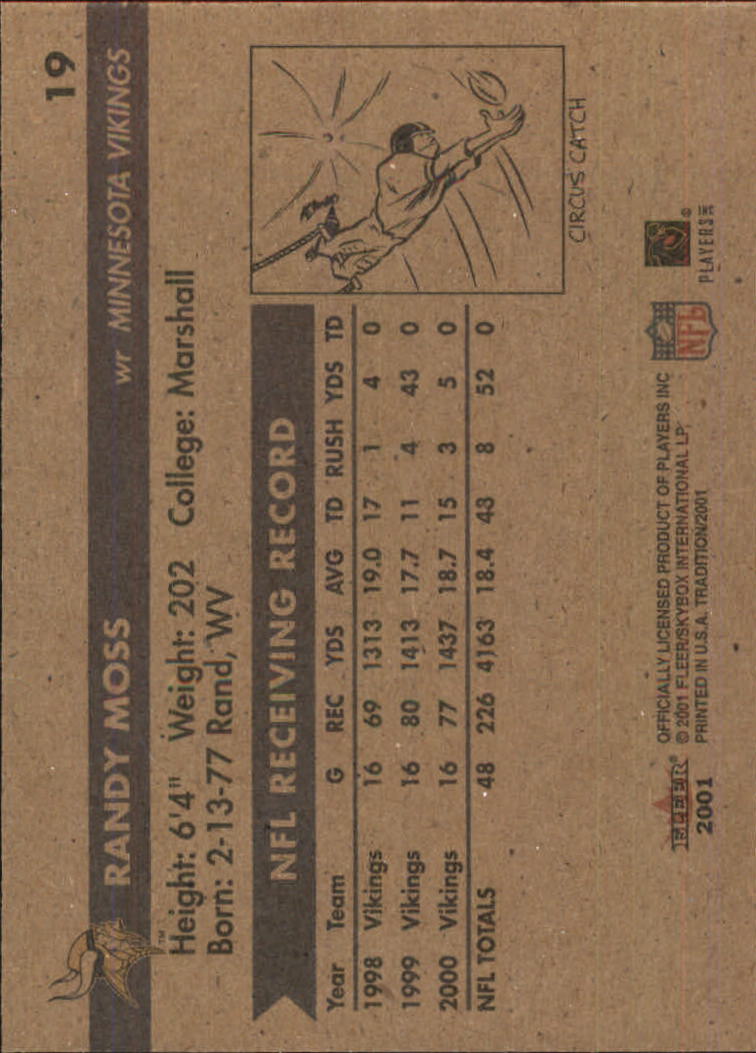 19
RANDY MOSS wr MINNESOTA VIKINGS
TM
Height: 6'4" Weight: 202 College: Marshall
Born: 2-13-77 Rand, WV
NFL RECEIVING RECORD
Year Team G REC YDS AVG TD RUSH YDS TD
1998 Vikings 16 69 1313 19.0 17 1 4 0
1999 Vikings 16 80 1413 17.7 11 4 43 0
2000 Vikings 16 77 1437 18.7 15 3 5 0
NFL TOTALS 48 226 4163 18.4 43 8 52 0
CIRCUS CATCH
FLEER®
2001
OFFICIALLY LICENSED PRODUCT OF PLAYERS INC
© 2001 FLEER/SKYBOX INTERNATIONAL LP,
PRINTED IN U.S.A. TRADITION/2001
NFL
®
PLAYERS INC